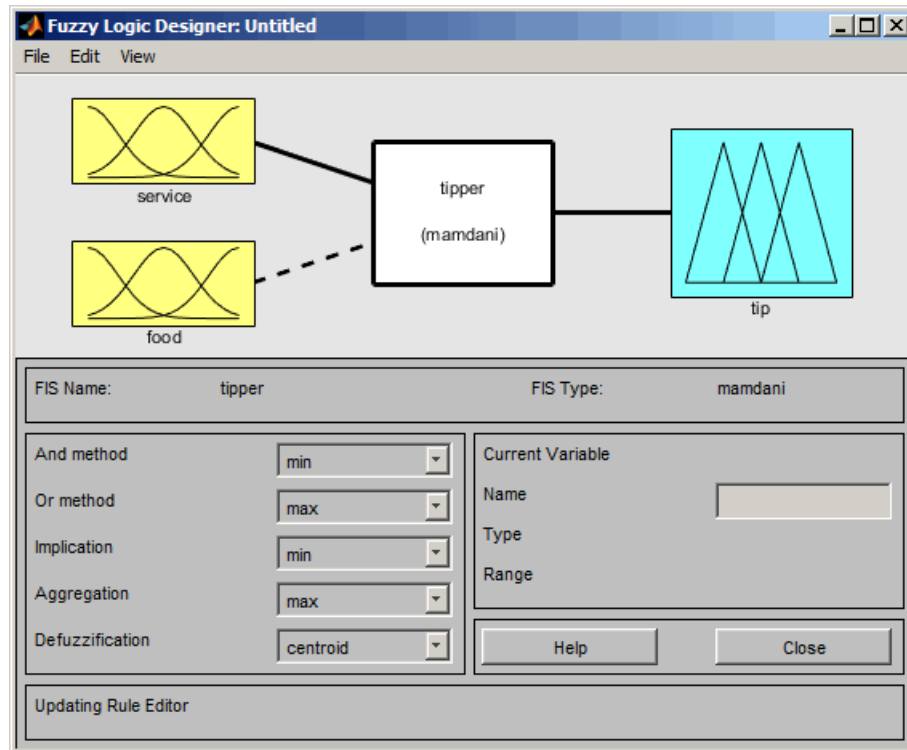 Fuzzy Logic Designer: Untitled
File Edit View
service
food
tipper
(mamdani)
tip
FIS Name: tipper FIS Type: mamdani
And method min
Or method max
Implication min
Aggregation max
Defuzzification centroid
Current Variable
Name
Type
Range
Help Close
Updating Rule Editor